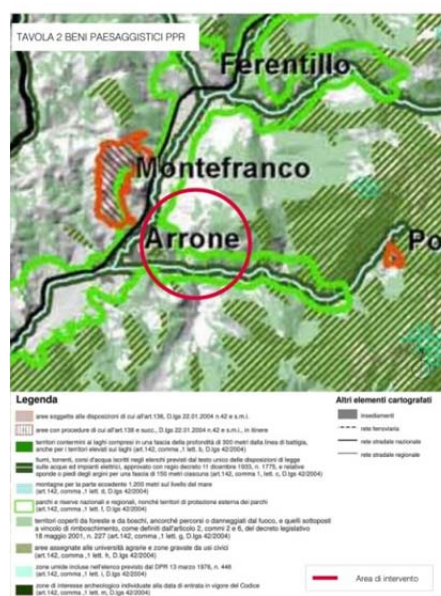 TAVOLA 2 BENI PAESAGGISTICI PPR
Ferentillo
Montefranco
Arrone
Po
Legenda
aree soggette alle disposizioni di cui all'art.136, D.lgs 22.01.2004 n.42 e s.m.i.
aree con procedure di cui all'art.138 e succ., D.lgs 22.01.2004 n.42 e s.m.i., in itinere
territori contermini ai laghi compresi in una fascia della profondità di 300 metri dalla linea di battigia,
anche per i territori elevati sui laghi (art.142, comma ,1 lett. b, D.lgs 42/2004)
fiumi, torrenti, corsi d'acqua iscritti negli elenchi previsti dal testo unico delle disposizioni di legge
sulle acque ed impianti elettrici, approvato con regio decreto 11 dicembre 1933, n. 1775, e relative
sponde o piedi degli argini per una fascia di 150 metri ciascuna (art.142, comma 1, lett. c, D.lgs 42/2004)
montagne per la parte eccedente 1.200 metri sul livello del mare
(art.142, comma ,1 lett. d, D.lgs 42/2004)
parchi e riserve nazionali e regionali, nonché territori di protezione esterna dei parchi
(art.142, comma ,1 lett. f, D.lgs 42/2004)
territori coperti da foreste e da boschi, ancorché percorsi o danneggiati dal fuoco, e quelli sottoposti
a vincolo di rimboschimento, come definiti dall'articolo 2, commi 2 e 6, del decreto legislativo
18 maggio 2001, n. 227 (art.142, comma ,1 lett. g, D.lgs 42/2004)
aree assegnate alle università agrarie e zone gravate da usi civici
(art.142, comma ,1 lett. h, D.lgs 42/2004)
zone umide incluse nell'elenco previsto dal DPR 13 marzo 1976, n. 448
(art.142, comma ,1 lett. i, D.lgs 42/2004)
zone di interesse archeologico individuate alla data di entrata in vigore del Codice
(art.142, comma ,1 lett. m, D.lgs 42/2004)
Altri elementi cartografati
insediamenti
rete ferroviaria
rete stradale nazionale
rete stradale regionale
Area di intervento